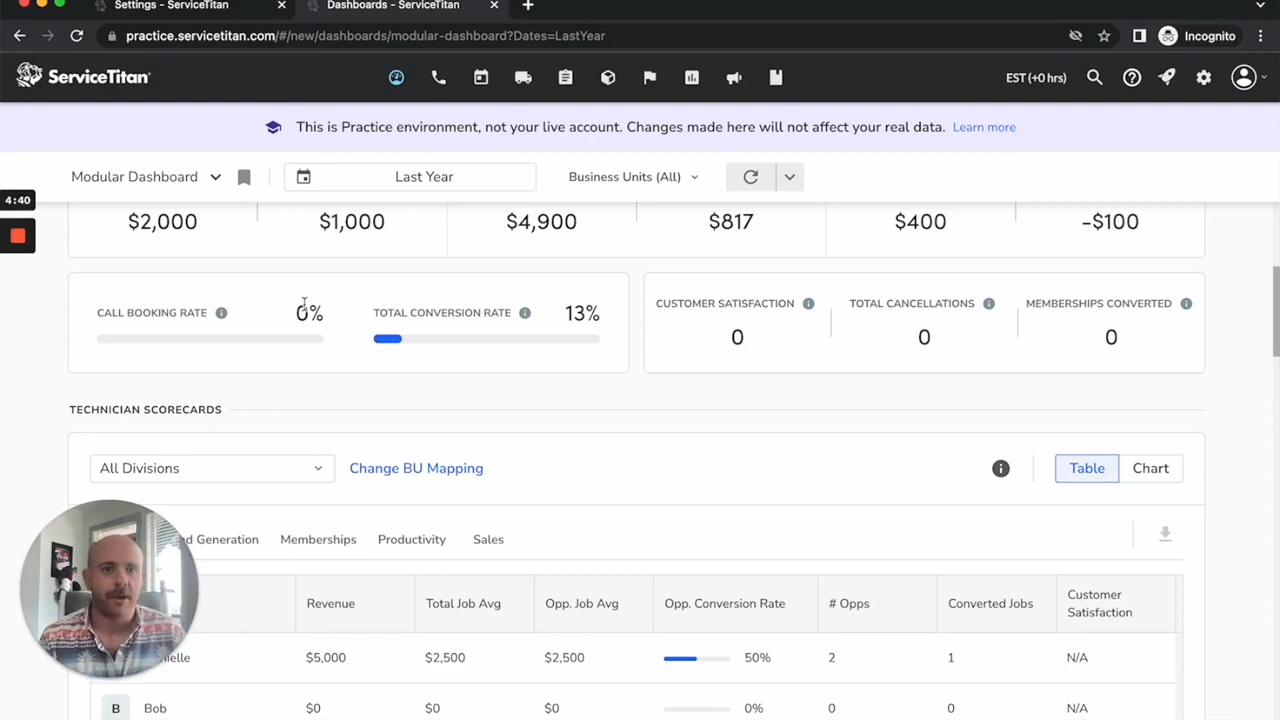 Settings - ServiceTitan
Dashboards - ServiceTitan
practice.servicetitan.com/#/new/dashboards/modular-dashboard?Dates=LastYear
Incognito
ServiceTitan
EST (+0 hrs)
This is Practice environment, not your live account. Changes made here will not affect your real data. Learn more
Modular Dashboard
Last Year
Business Units (All)
4:40
$2,000 $1,000 $4,900 $817 $400 -$100
CALL BOOKING RATE 0%
TOTAL CONVERSION RATE 13%
CUSTOMER SATISFACTION TOTAL CANCELLATIONS MEMBERSHIPS CONVERTED
0 0 0
TECHNICIAN SCORECARDS
All Divisions Change BU Mapping Table Chart
Generation Memberships Productivity Sales
Revenue Total Job Avg Opp. Job Avg Opp. Conversion Rate # Opps Converted Jobs Customer Satisfaction
$5,000 $2,500 $2,500 50% 2 1 N/A
B Bob $0 $0 $0 0% 0 0 N/A